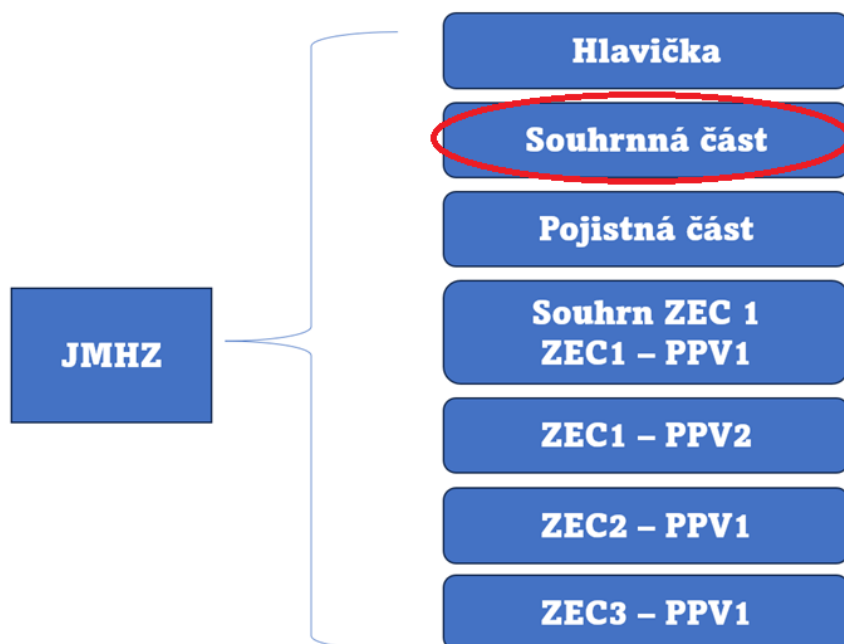 Hlavička
Souhrnná část
Pojistná část
JMHZ
Souhrn ZEC 1
ZEC1 – PPV1
ZEC1 – PPV2
ZEC2 – PPV1
ZEC3 – PPV1